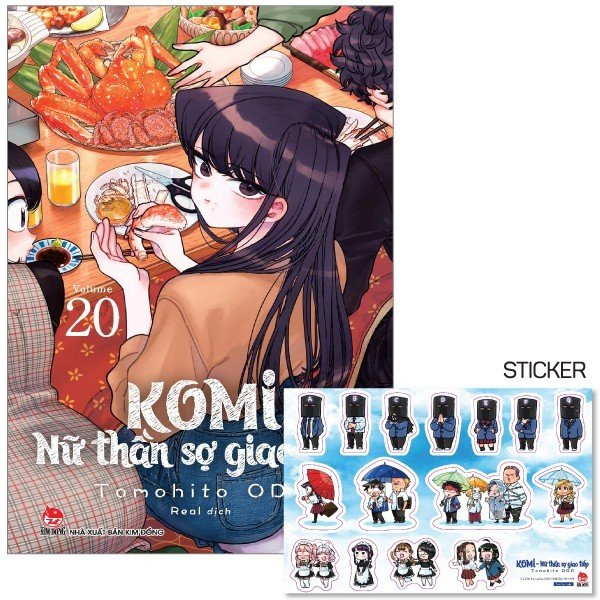 Volume
20
KOMi
Nữ thần sợ giao
Tomohito OD
Real dịch
NHÀ XUẤT BẢN KIM ĐỒNG
STICKER
A
B
C
D
KOMi - Nữ thần sợ giao tiếp
Tomohito ODA